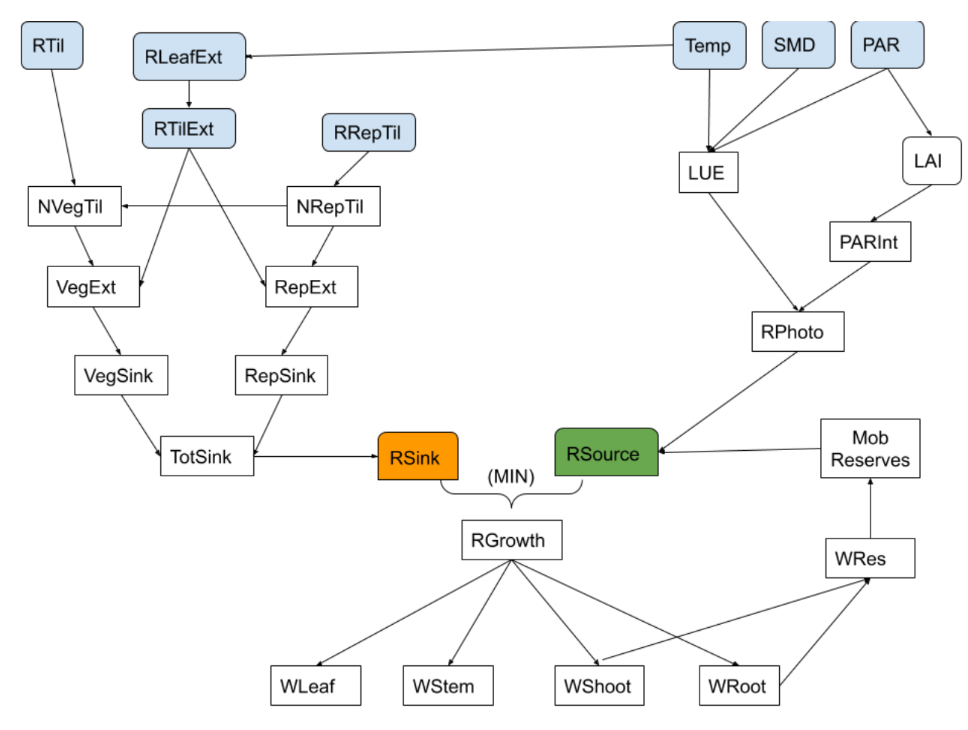 RTil
RLeafExt
Temp
SMD
PAR
RTilExt
RRepTil
LUE
LAI
NVegTil
NRepTil
PARInt
VegExt
RepExt
RPhoto
VegSink
RepSink
TotSink
RSink
(MIN)
RSource
Mob
Reserves
RGrowth
WRes
WLeaf
WStem
WShoot
WRoot